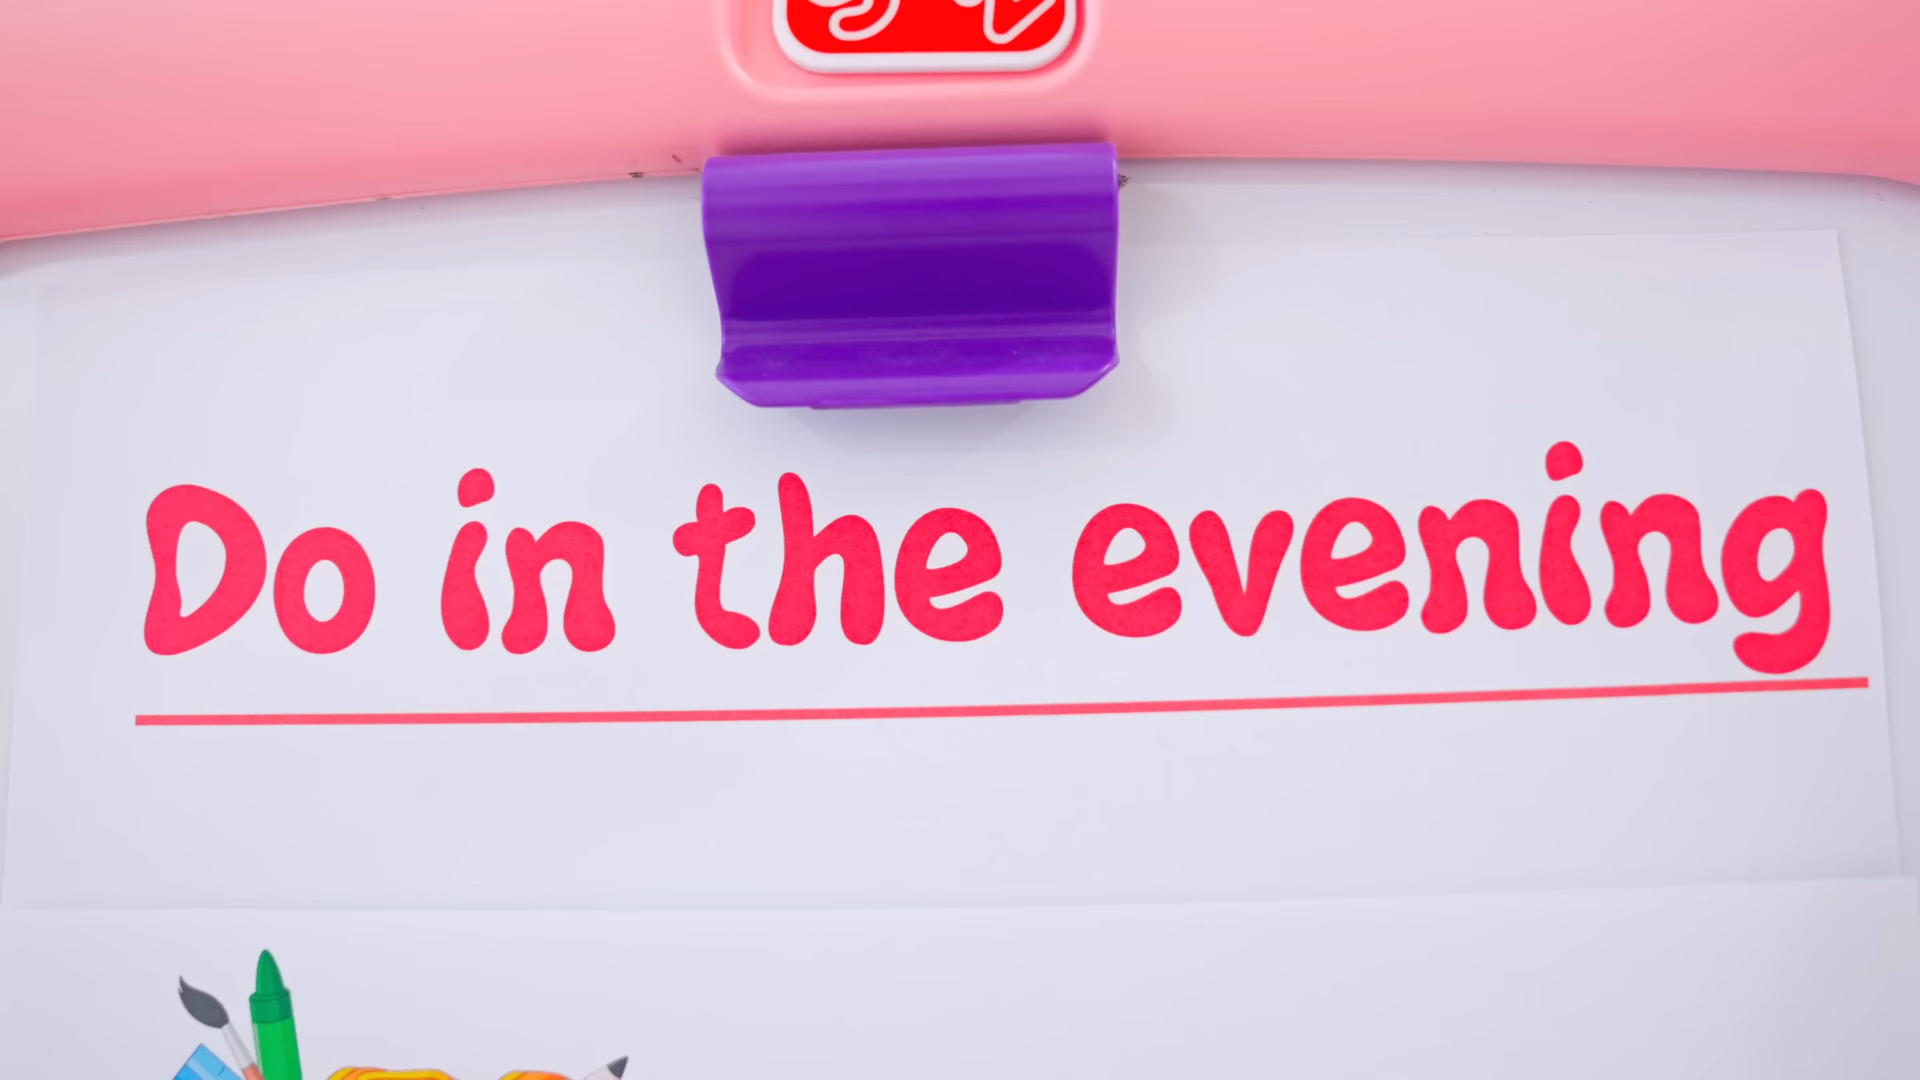 Do in the evening